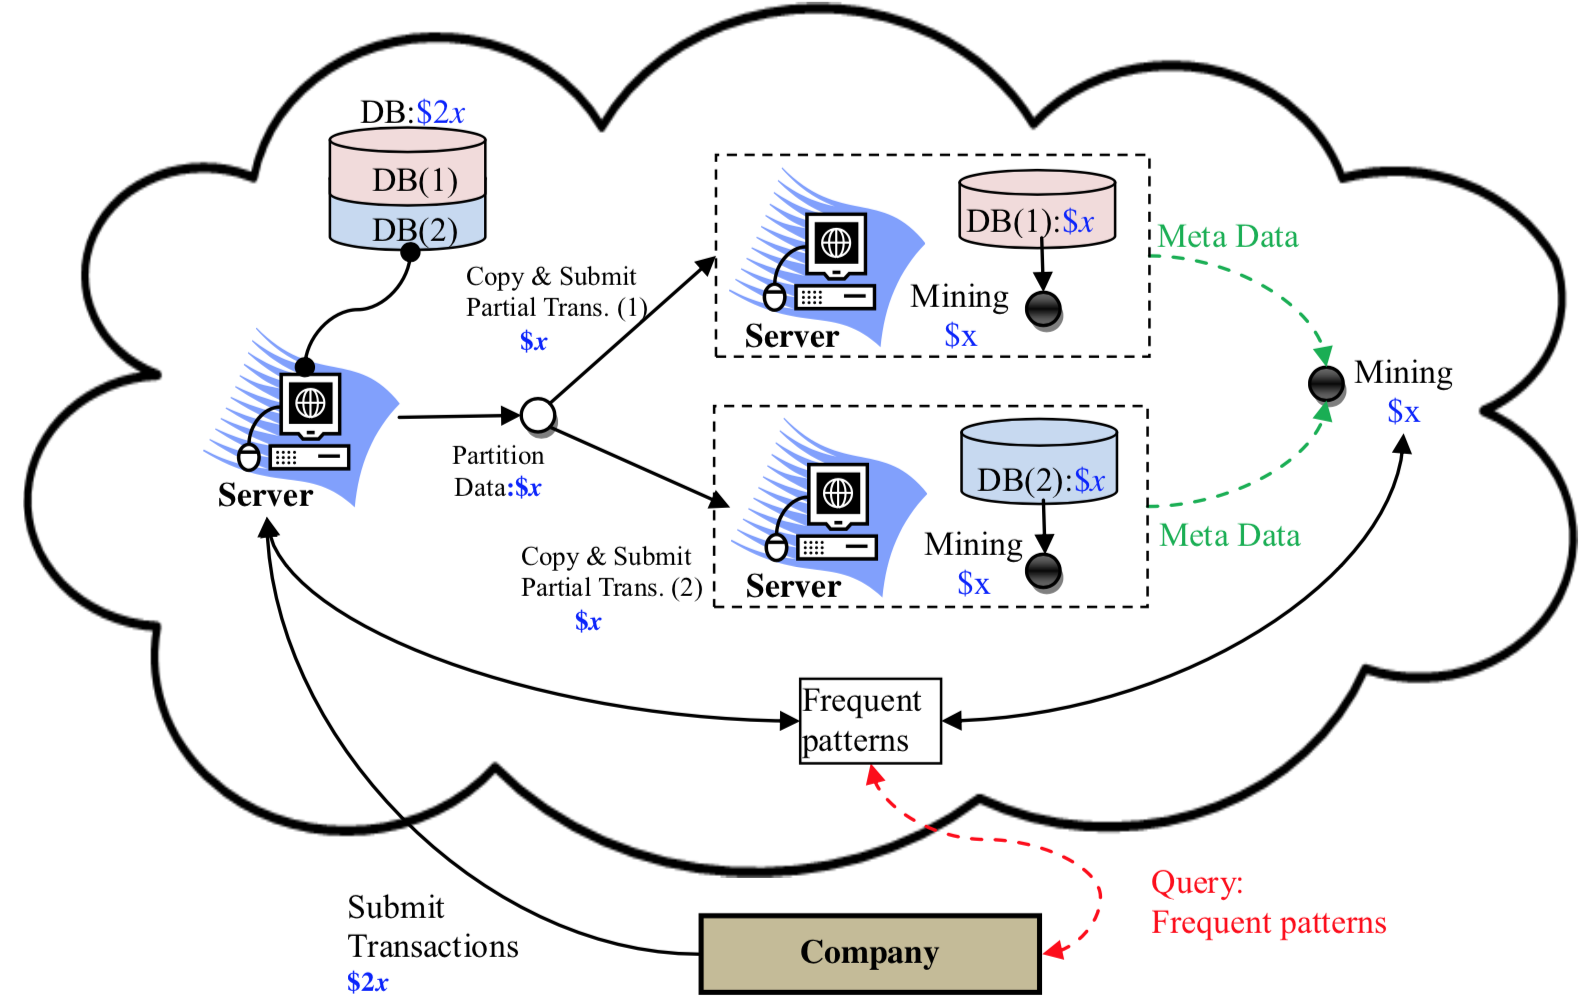 DB:$2x
DB(1)
DB(2)
Copy & Submit
Partial Trans. (1)
$x
Server
DB(1):$x
Mining
$x
Meta Data
Server
Partition
Data:$x
Mining
$x
Copy & Submit
Partial Trans. (2)
$x
Server
DB(2):$x
Mining
$x
Meta Data
Frequent
patterns
Submit
Transactions
$2x
Company
Query:
Frequent patterns